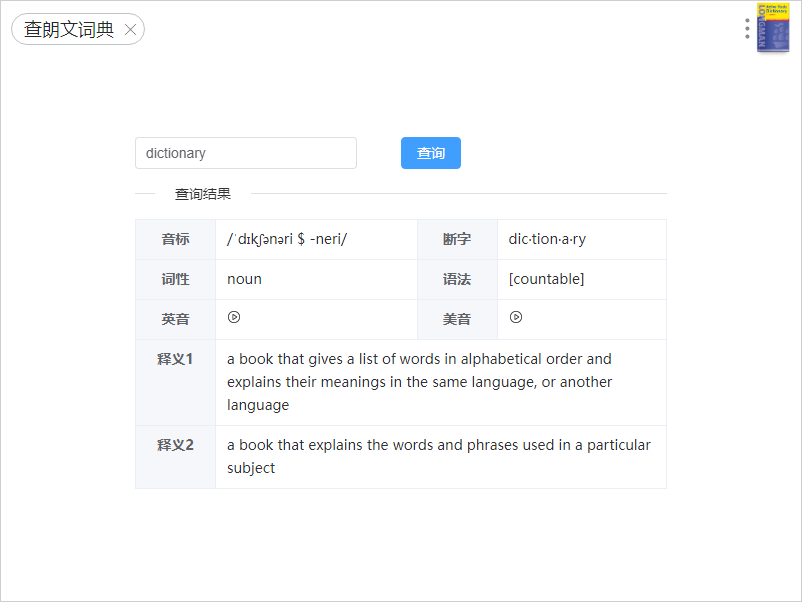 查朗文词典
LONGMAN
dictionary
查询
查询结果
音标 /ˈdɪkʃənəri $ -neri/ 断字 dic·tion·a·ry
词性 noun 语法 [countable]
英音 美音
释义1 a book that gives a list of words in alphabetical order and
explains their meanings in the same language, or another
language
释义2 a book that explains the words and phrases used in a particular
subject